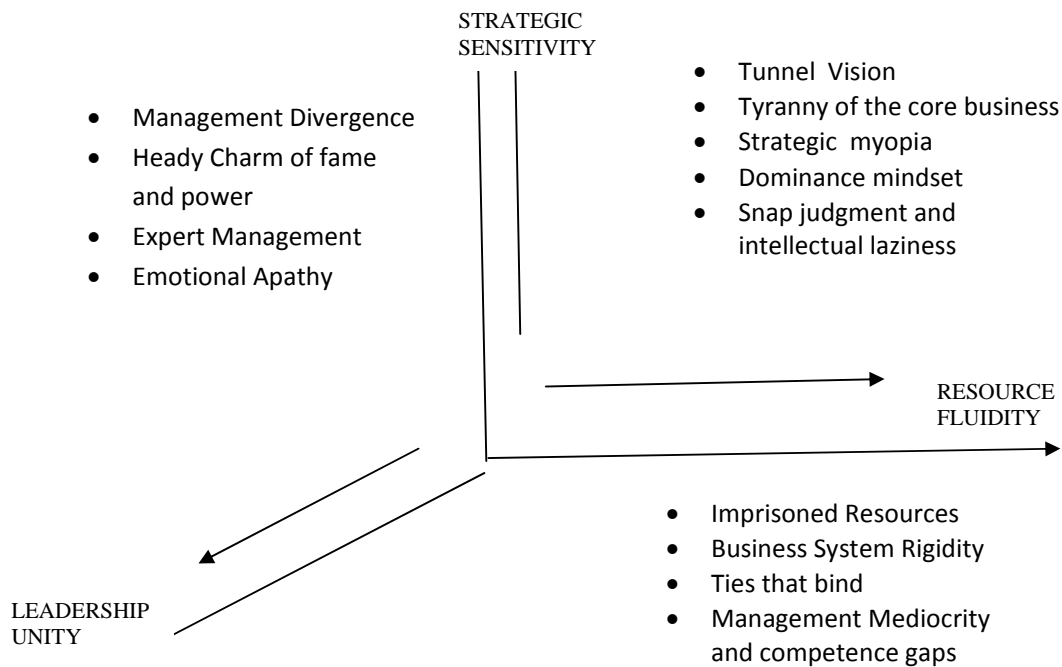 STRATEGIC
SENSITIVITY
• Management Divergence
• Heady Charm of fame
and power
• Expert Management
• Emotional Apathy
• Tunnel Vision
• Tyranny of the core business
• Strategic myopia
• Dominance mindset
• Snap judgment and
intellectual laziness
RESOURCE
FLUIDITY
• Imprisoned Resources
• Business System Rigidity
• Ties that bind
• Management Mediocrity
and competence gaps
LEADERSHIP
UNITY